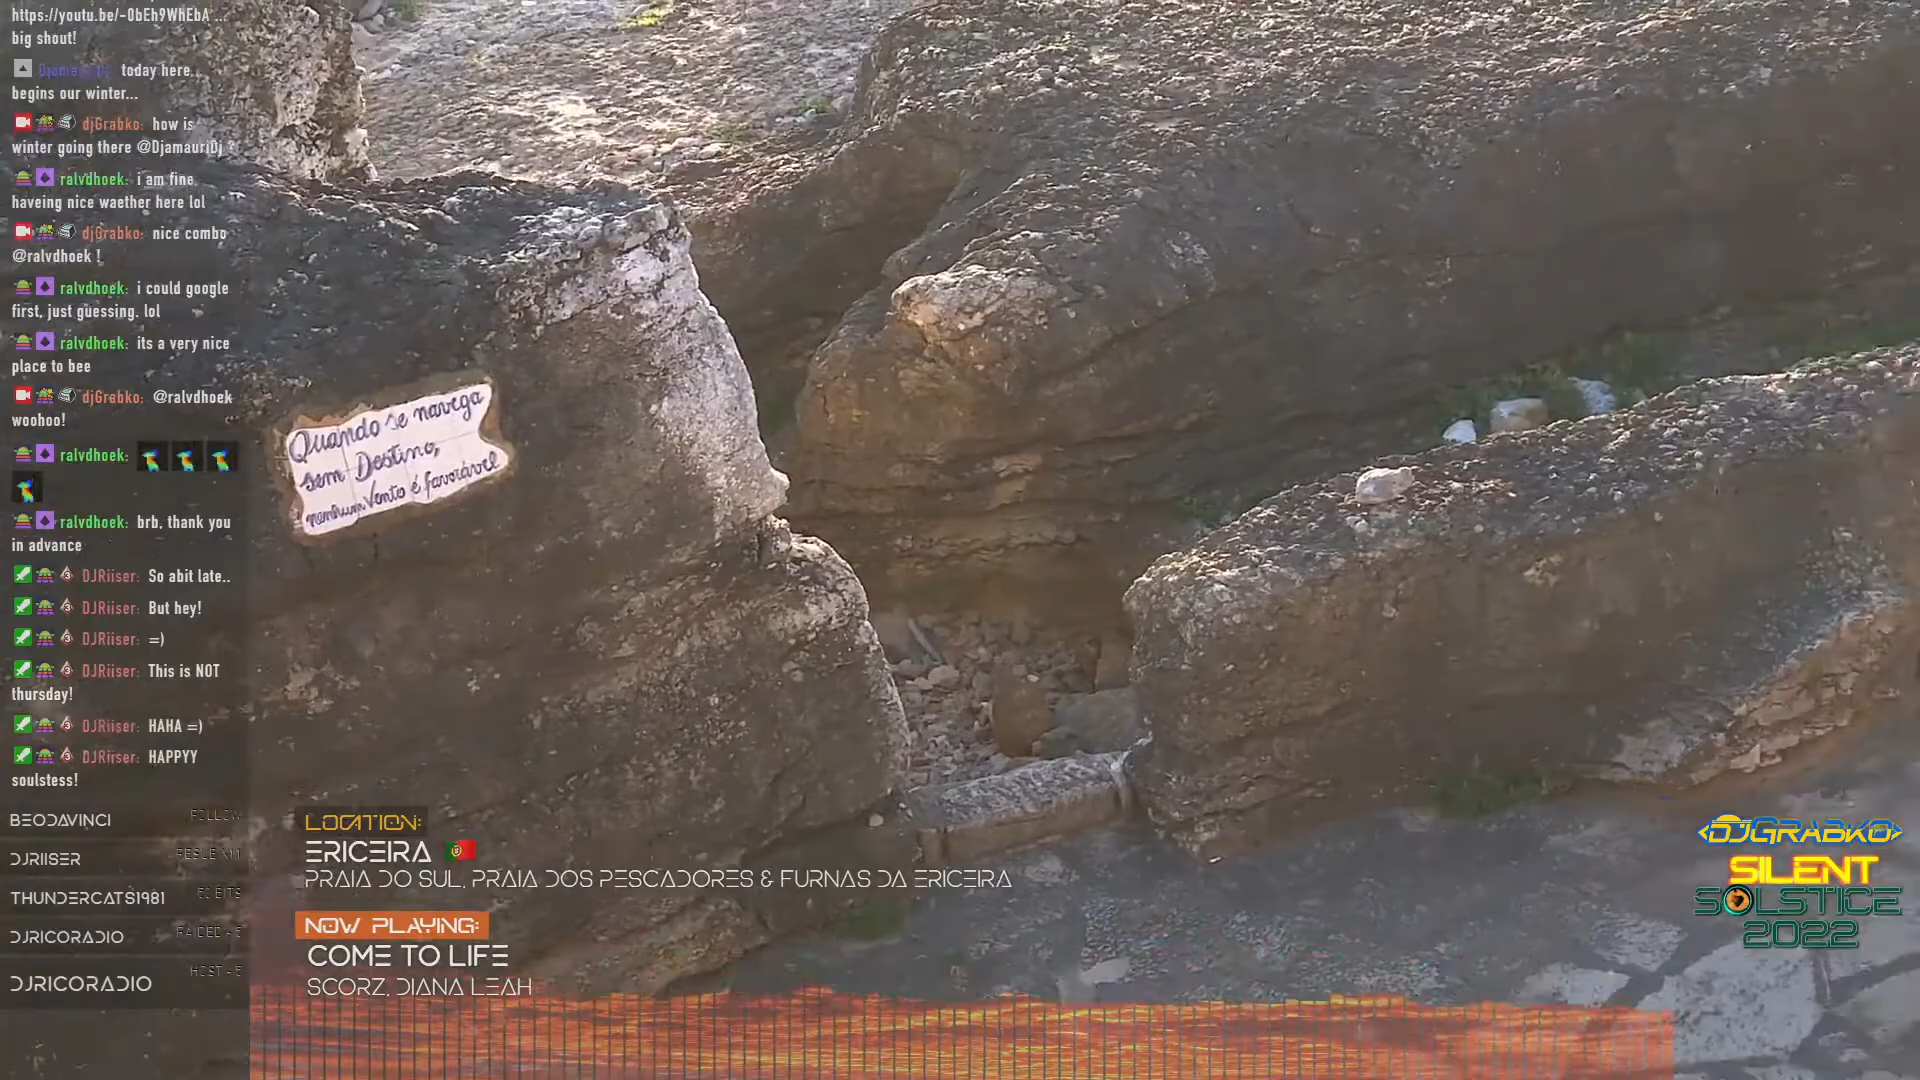 https://youtu.be/-0bEh9WhEbA ...
big shout!
today here...
begins our winter...
djGrabko: how is
winter going there @DjamauriDj ?
ralvdhoek: i am fine
haveing nice waether here lol
djGrabko: nice combo
@ralvdhoek !
ralvdhoek: i could google
first, just guessing. lol
ralvdhoek: its a very nice
place to bee
djGrabko: @ralvdhoek
woohoo!
ralvdhoek:
ralvdhoek: brb, thank you
in advance
DJRiiser: So abit late..
DJRiiser: But hey!
DJRiiser: =)
DJRiiser: This is NOT
thursday!
DJRiiser: HAHA =)
DJRiiser: HAPPYY
soulstess!
BEODAVINCI FOLLOW
DJRIISER
THUNDERCATS1981
DJRICORADIO RAIDED - 5
DJRICORADIO HOST - 5
Quando se navega
sem Destino,
nenhum Vento é favorável
LOCATION:
ERICEIRA
PRAIA DO SUL, PRAIA DOS PESCADORES & FURNAS DA ERICEIRA
NOW PLAYING:
COME TO LIFE
SCORZ, DIANA LEAH
DJGRABKO
SILENT
SOLSTICE
2022